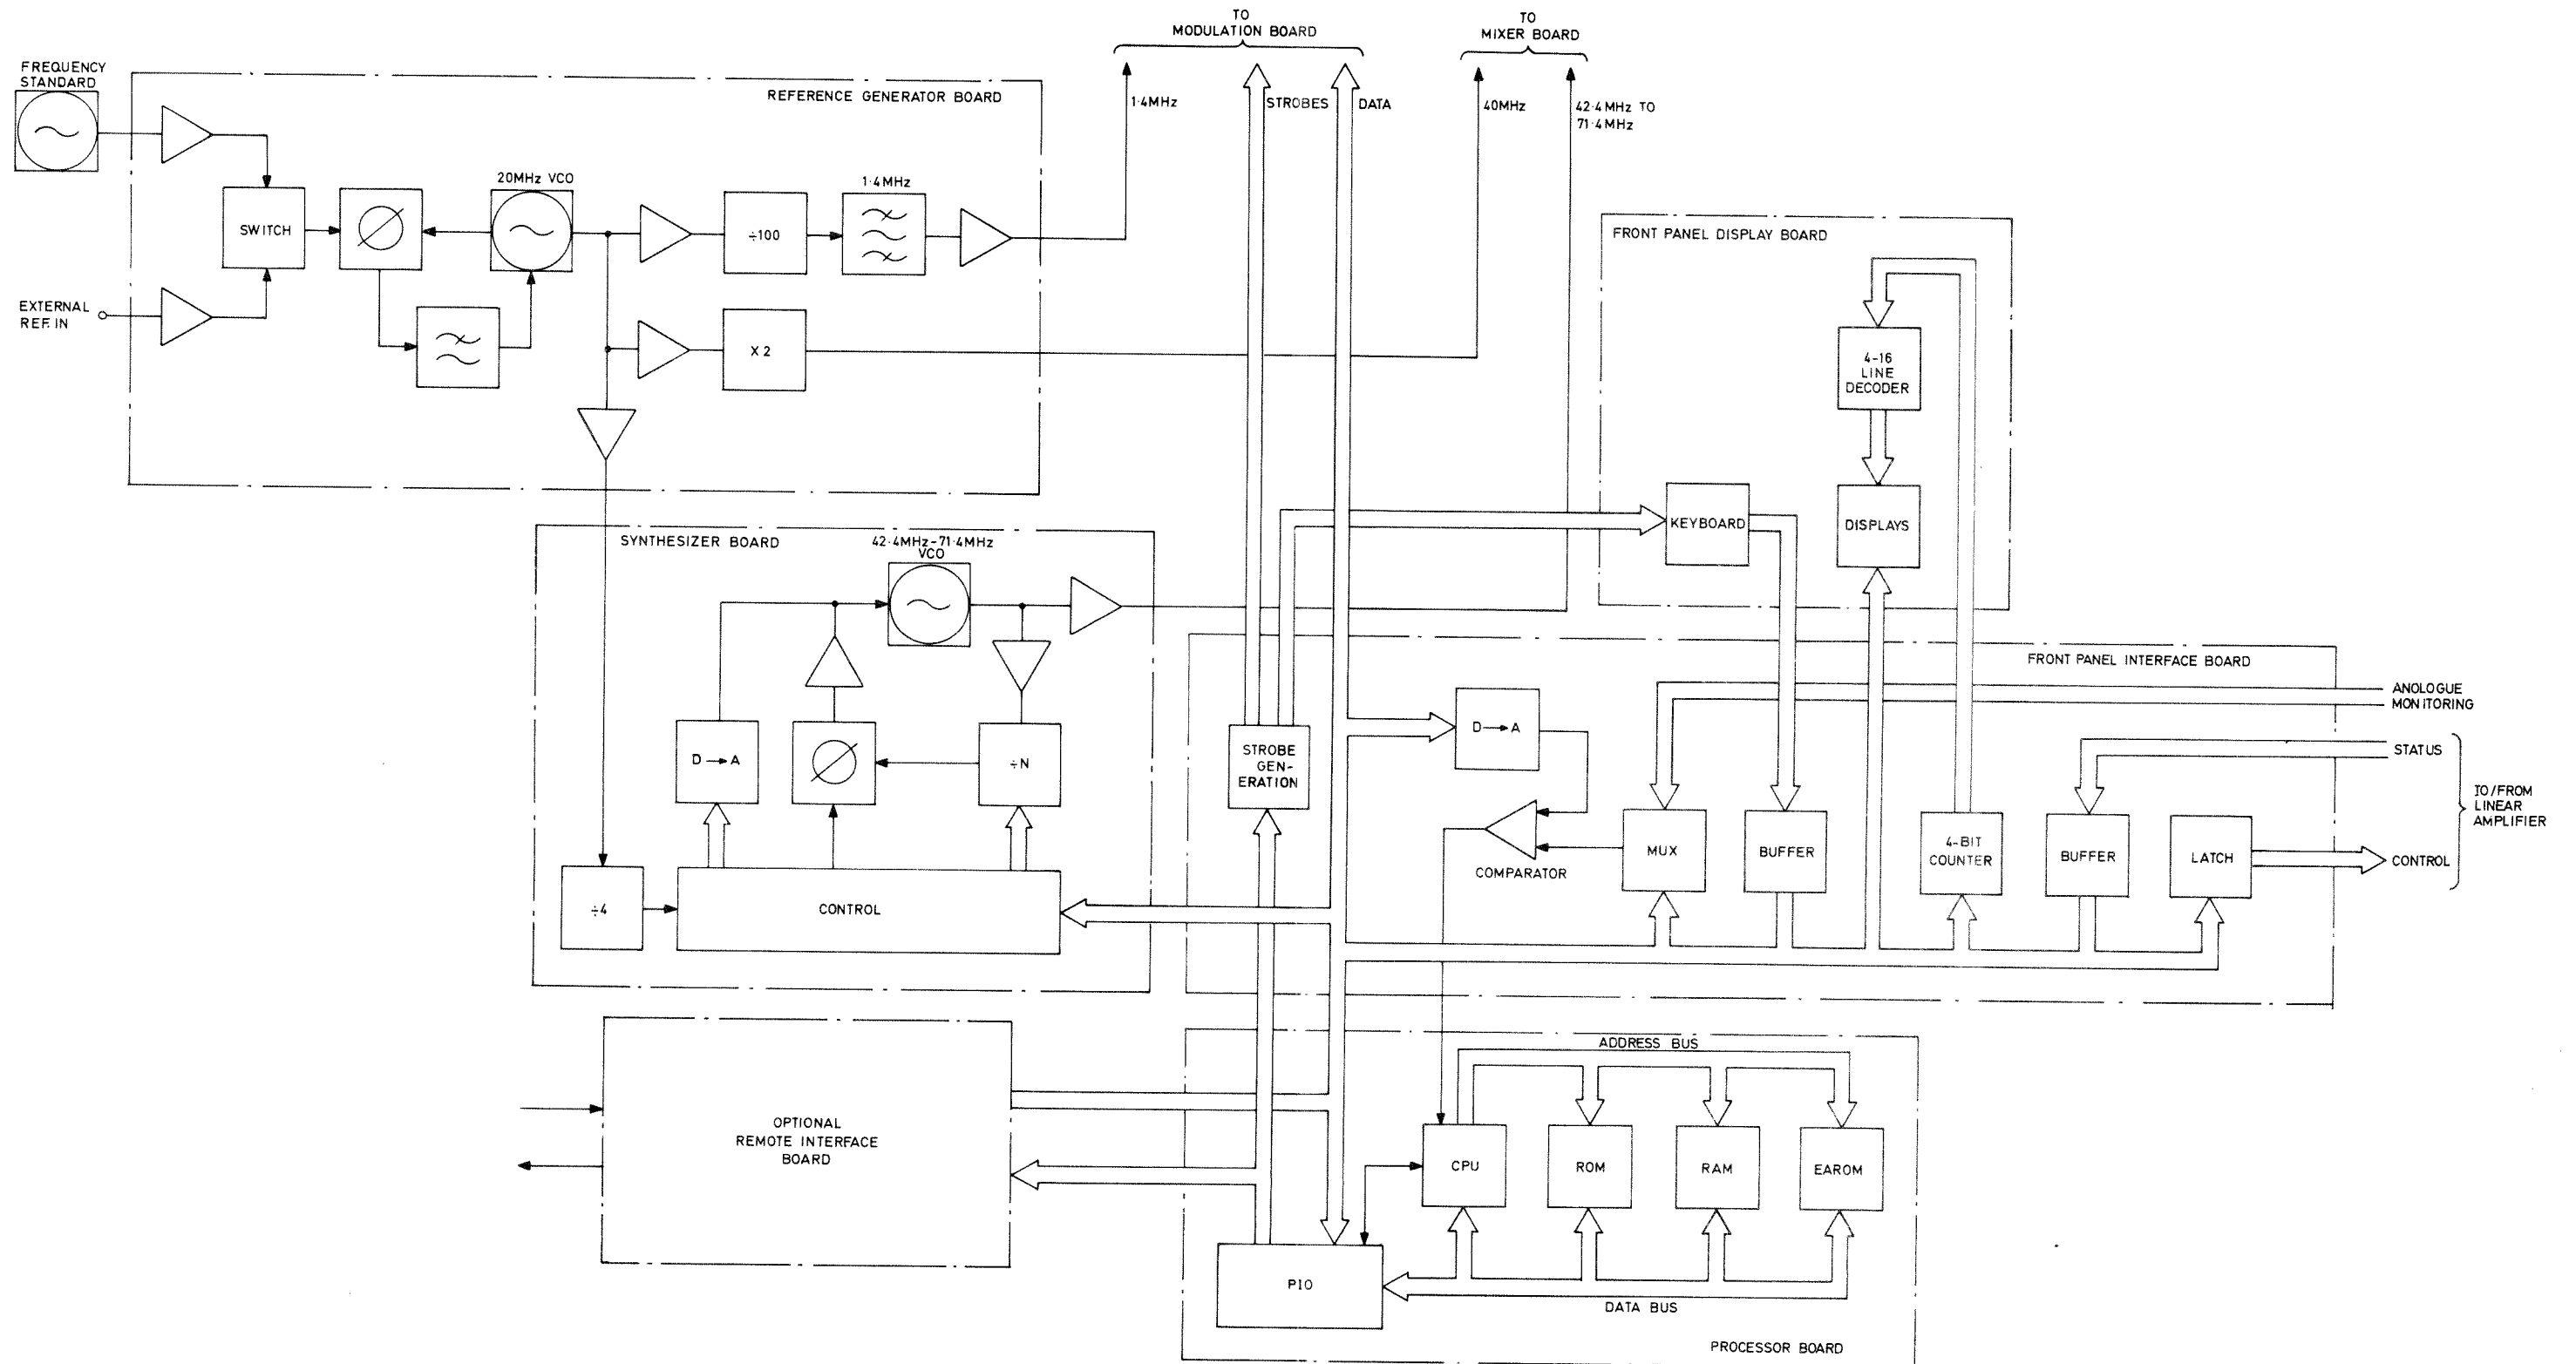 TO
MODULATION BOARD
TO
MIXER BOARD
FREQUENCY
STANDARD
REFERENCE GENERATOR BOARD
1·4MHz
STROBES
DATA
40MHz
42·4MHz TO
71·4MHz
20MHz VCO
1·4MHz
SWITCH
÷100
EXTERNAL
REF. IN
X 2
FRONT PANEL DISPLAY BOARD
4-16
LINE
DECODER
KEYBOARD
DISPLAYS
SYNTHESIZER BOARD
42·4MHz-71·4MHz
VCO
D→A
÷N
÷4
CONTROL
FRONT PANEL INTERFACE BOARD
STROBE
GEN-
ERATION
D→A
COMPARATOR
MUX
BUFFER
4-BIT
COUNTER
BUFFER
LATCH
ANOLOGUE
MONITORING
STATUS
CONTROL
TO/FROM
LINEAR
AMPLIFIER
OPTIONAL
REMOTE INTERFACE
BOARD
ADDRESS BUS
CPU
ROM
RAM
EAROM
PIO
DATA BUS
PROCESSOR BOARD